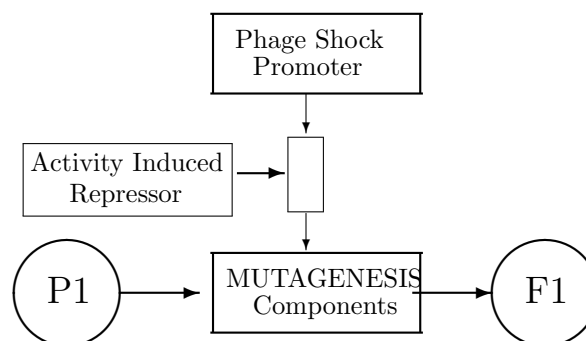 Phage Shock
Promoter
Activity Induced
Repressor
P1
MUTAGENESIS
Components
F1